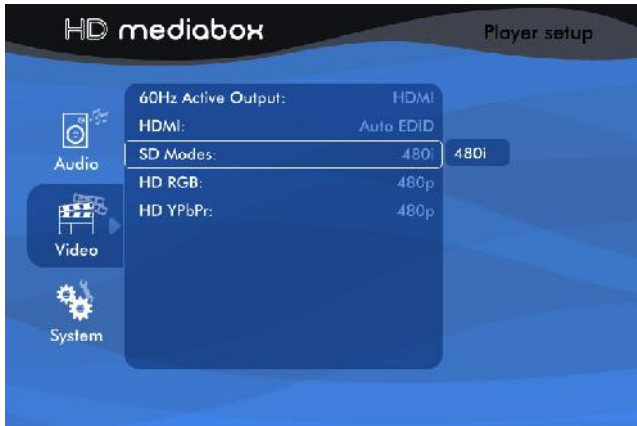 HD mediabox
Player setup
60Hz Active Output: HDMI
HDMI: Auto EDID
SD Modes: 480i 480i
HD RGB: 480p
HD YPbPr: 480p
Audio
Video
System